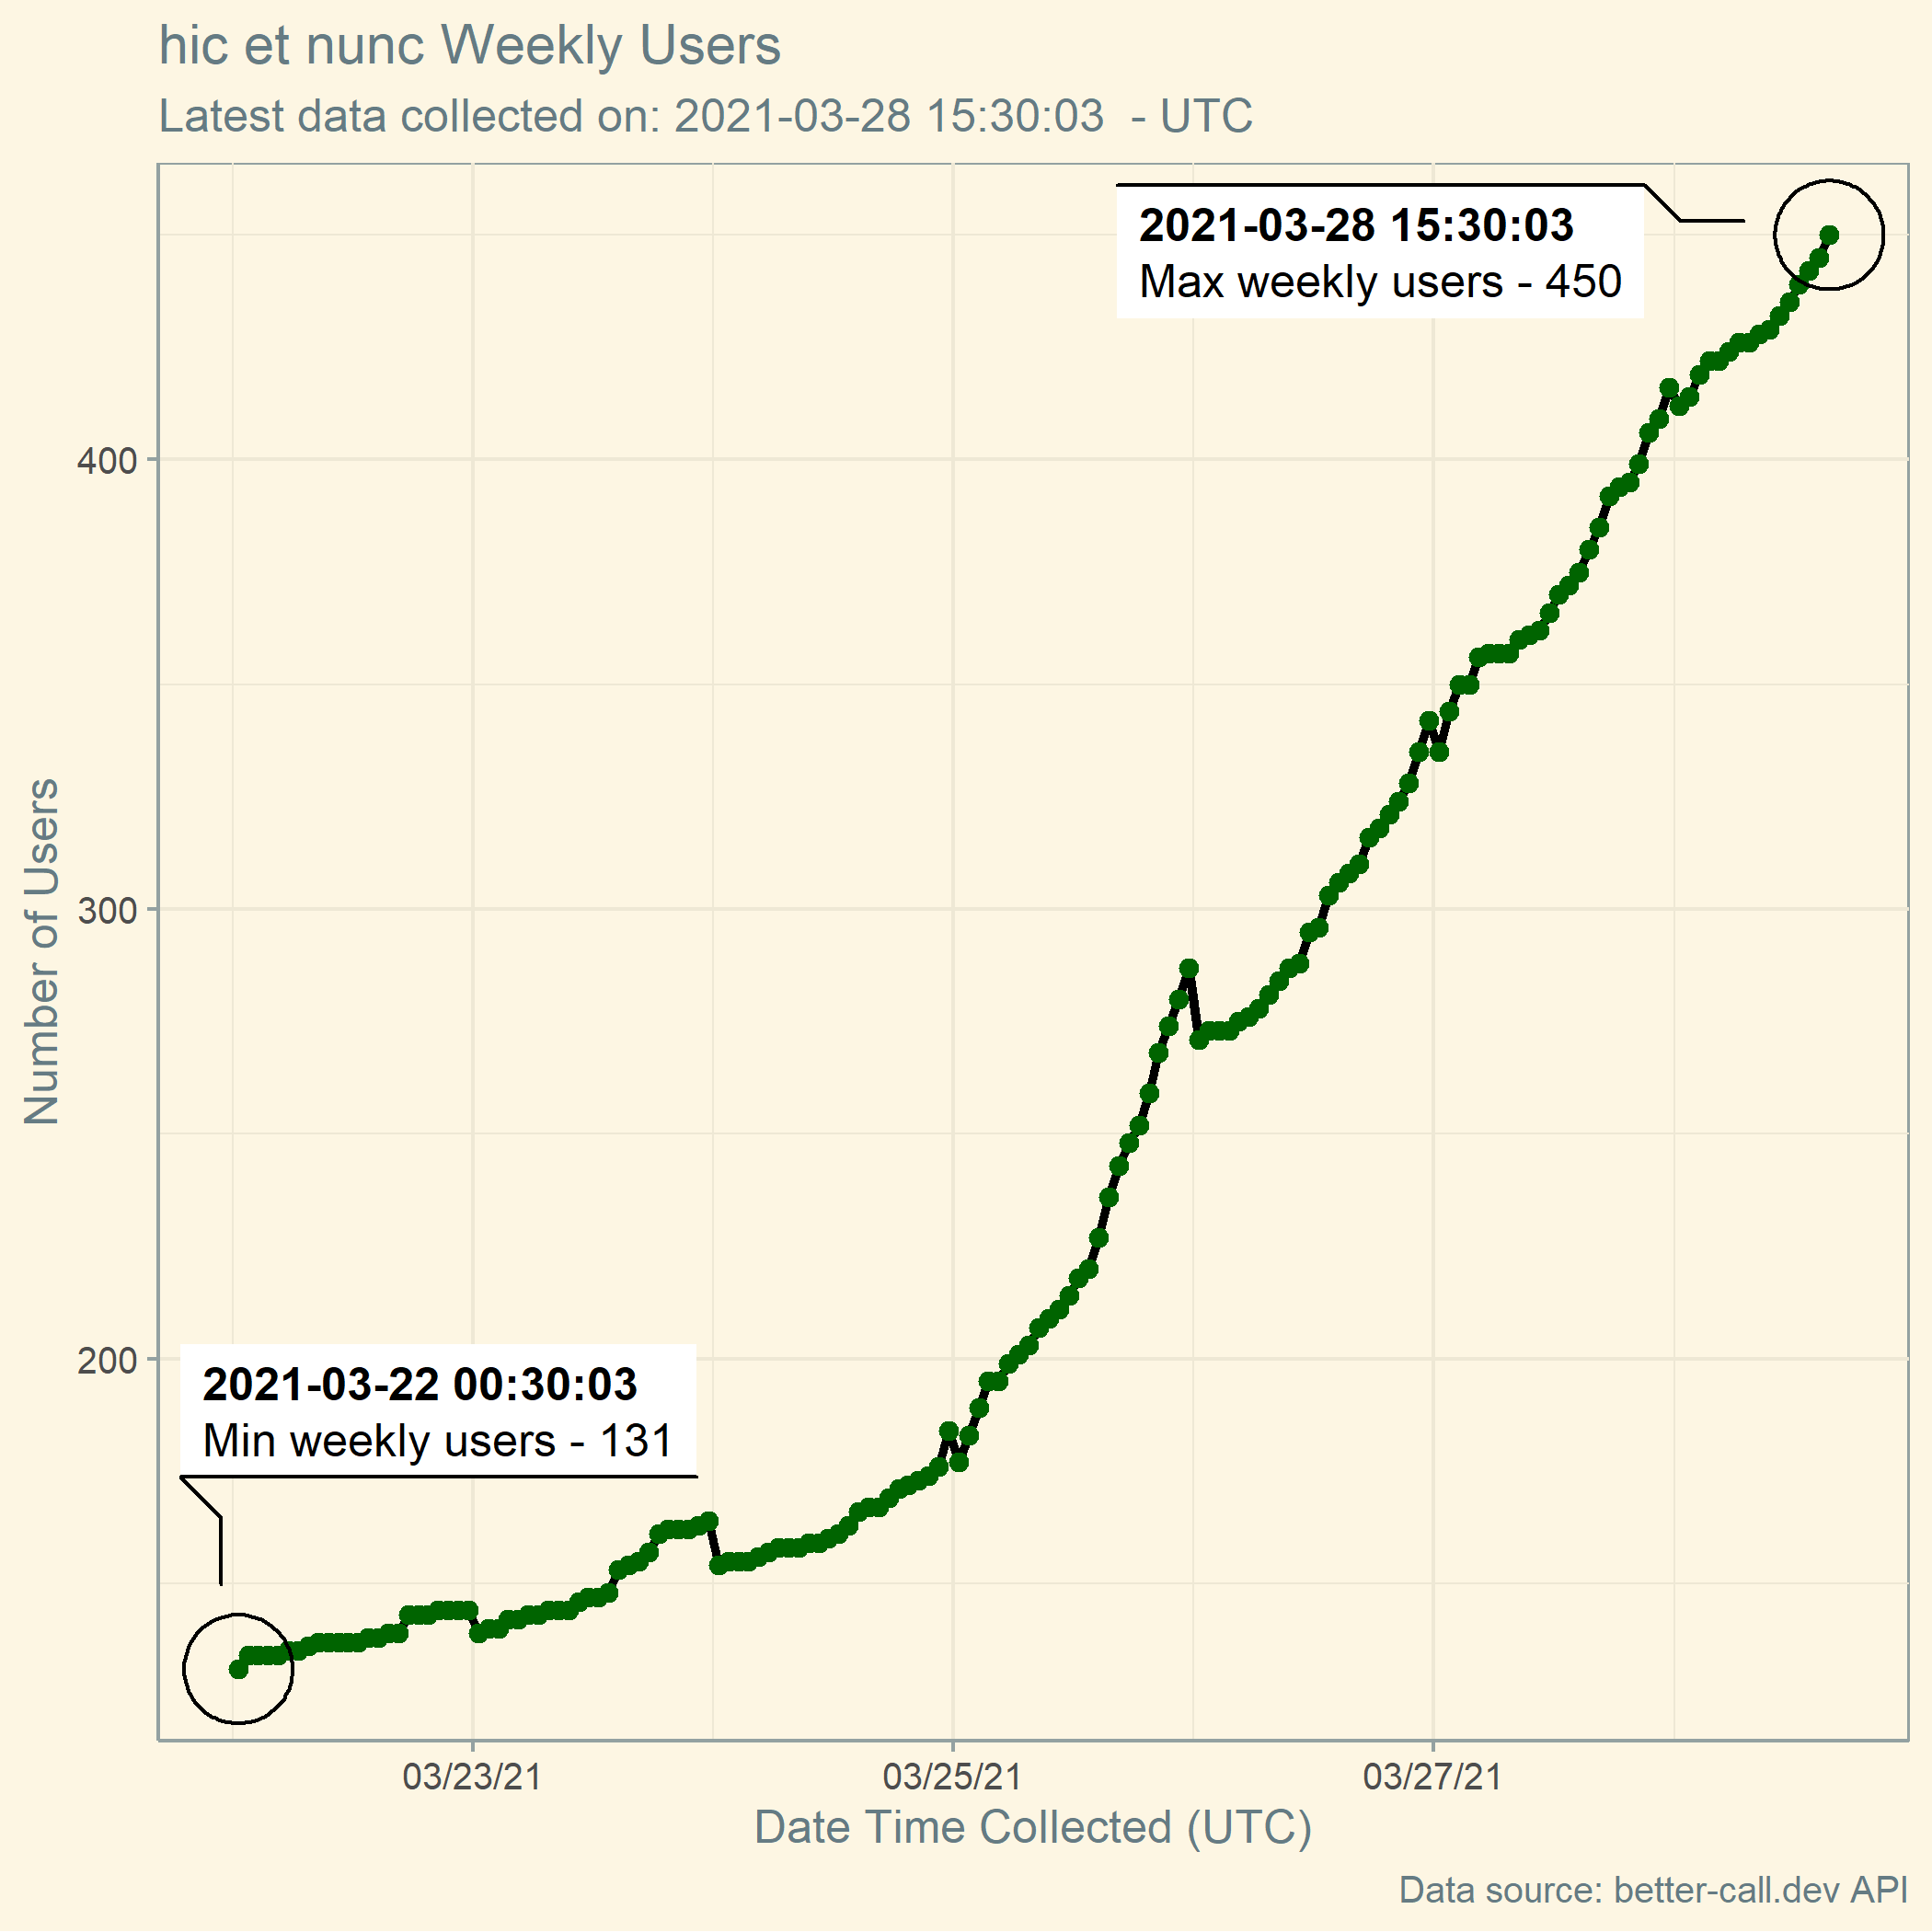 hic et nunc Weekly Users
Latest data collected on: 2021-03-28 15:30:03  - UTC
2021-03-28 15:30:03
Max weekly users - 450
400
300
200
Number of Users
2021-03-22 00:30:03
Min weekly users - 131
03/23/21
03/25/21
03/27/21
Date Time Collected (UTC)
Data source: better-call.dev API